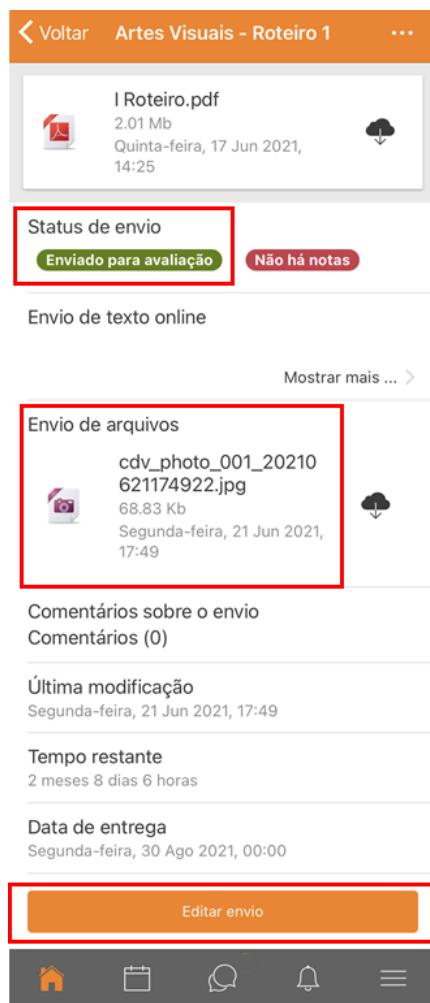 Voltar Artes Visuais - Roteiro 1
I Roteiro.pdf
2.01 Mb
Quinta-feira, 17 Jun 2021,
14:25
Status de envio
Enviado para avaliação Não há notas
Envio de texto online
Mostrar mais ...
Envio de arquivos
cdv_photo_001_20210
621174922.jpg
68.83 Kb
Segunda-feira, 21 Jun 2021,
17:49
Comentários sobre o envio
Comentários (0)
Última modificação
Segunda-feira, 21 Jun 2021, 17:49
Tempo restante
2 meses 8 dias 6 horas
Data de entrega
Segunda-feira, 30 Ago 2021, 00:00
Editar envio